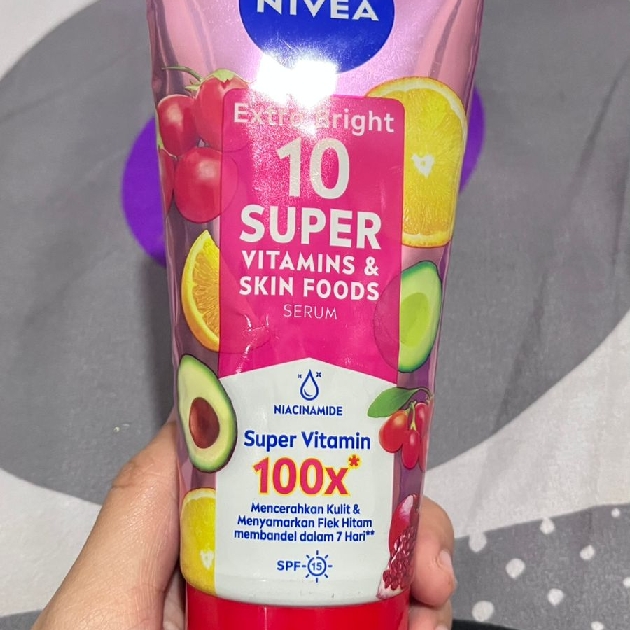 NIVEA
Extra Bright
10
SUPER
VITAMINS &
SKIN FOODS
SERUM
NIACINAMIDE
Super Vitamin
100x*
Mencerahkan Kulit &
Menyamarkan Flek Hitam
membandel dalam 7 Hari**
SPF-15-